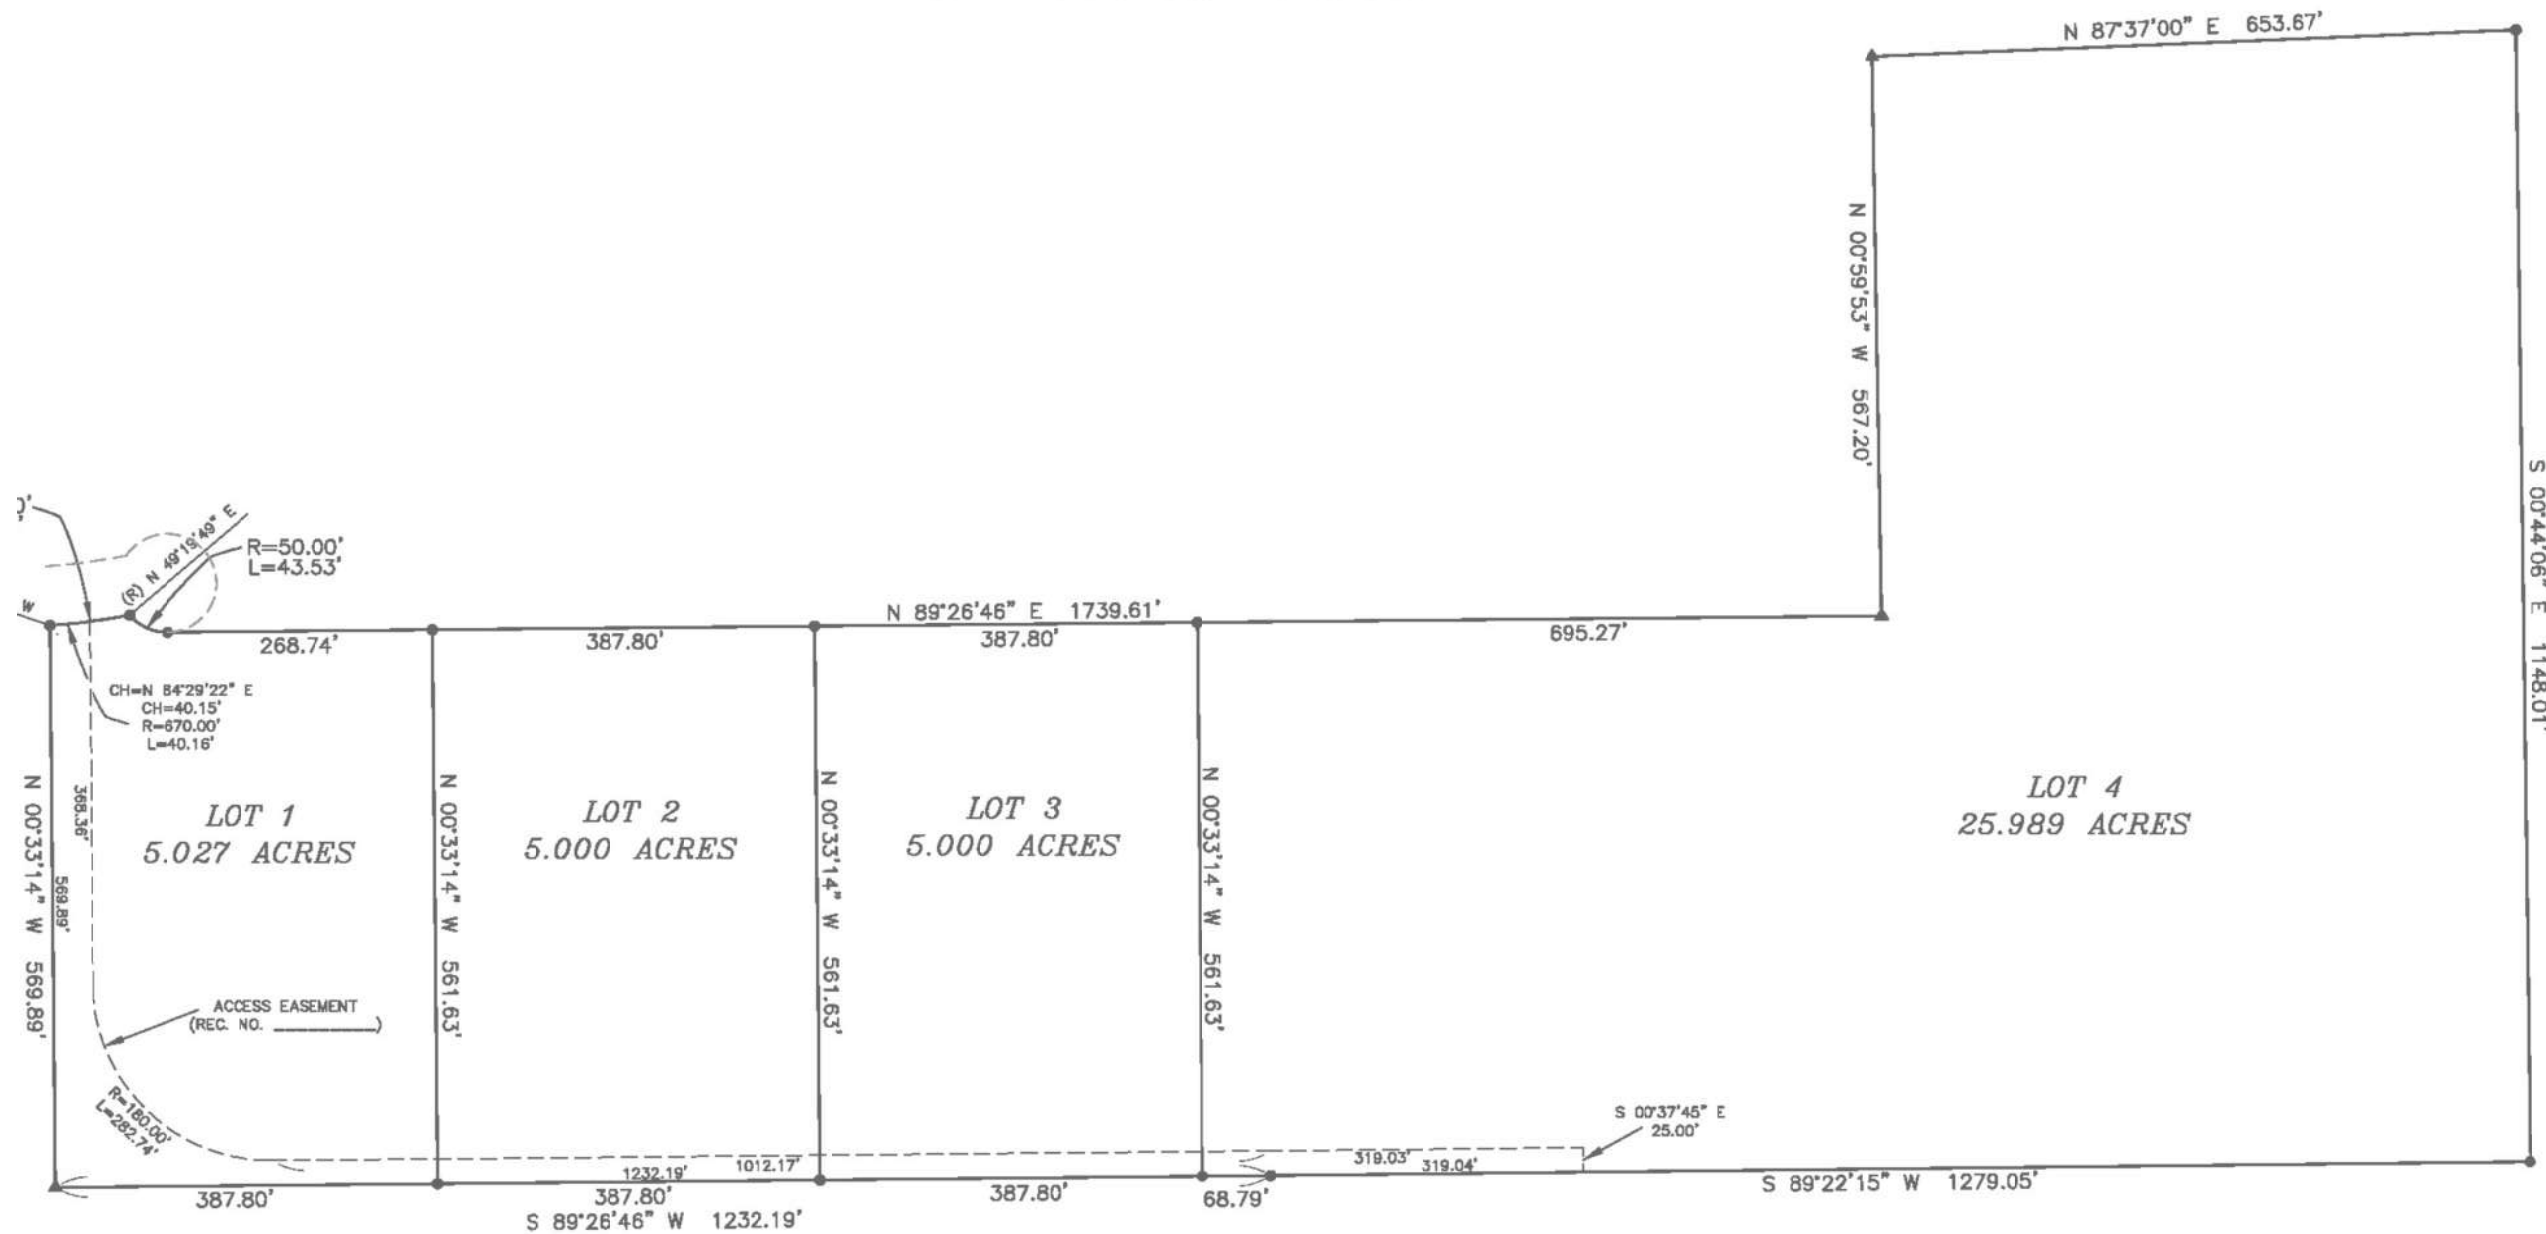 N 87°37'00" E 653.67'
N 00°59'53" W 567.20'
S 00°44'06" E 1148.01'
0'
W
(R) N 49°19'49" E
R=50.00'
L=43.53'
N 89°26'46" E 1739.61'
268.74'
387.80'
387.80'
695.27'
CH=N 84°29'22" E
CH=40.15'
R=670.00'
L=40.16'
N 00°33'14" W 569.89'
569.89'
368.36'
LOT 1
5.027 ACRES
N 00°33'14" W 561.63'
LOT 2
5.000 ACRES
N 00°33'14" W 561.63'
LOT 3
5.000 ACRES
N 00°33'14" W 561.63'
LOT 4
25.989 ACRES
ACCESS EASEMENT
(REC. NO. __________)
R=180.00'
L=282.74'
S 00°37'45" E
25.00'
1232.19'
1012.17'
319.03'
319.04'
387.80'
387.80'
387.80'
68.79'
S 89°26'46" W 1232.19'
S 89°22'15" W 1279.05'